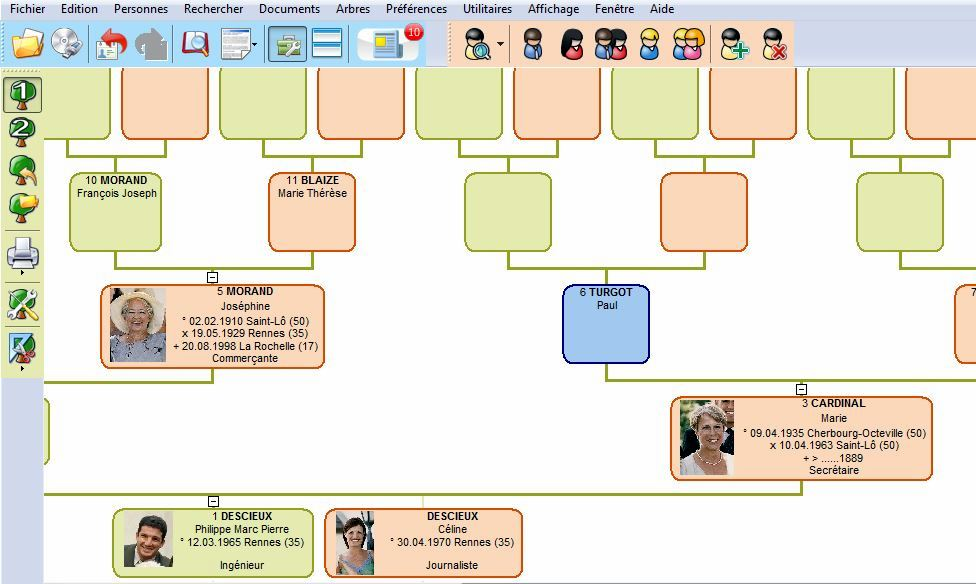 Fichier Edition Personnes Rechercher Documents Arbres Préférences Utilitaires Affichage Fenêtre Aide
10
1
2
10 MORAND
François Joseph
11 BLAIZE
Marie Thérèse
5 MORAND
Joséphine
° 02.02.1910 Saint-Lô (50)
x 19.05.1929 Rennes (35)
+ 20.08.1998 La Rochelle (17)
Commerçante
6 TURGOT
Paul
7
3 CARDINAL
Marie
° 09.04.1935 Cherbourg-Octeville (50)
x 10.04.1963 Saint-Lô (50)
+ > ......1889
Secrétaire
1 DESCIEUX
Philippe Marc Pierre
° 12.03.1965 Rennes (35)
Ingénieur
DESCIEUX
Céline
° 30.04.1970 Rennes (35)
Journaliste